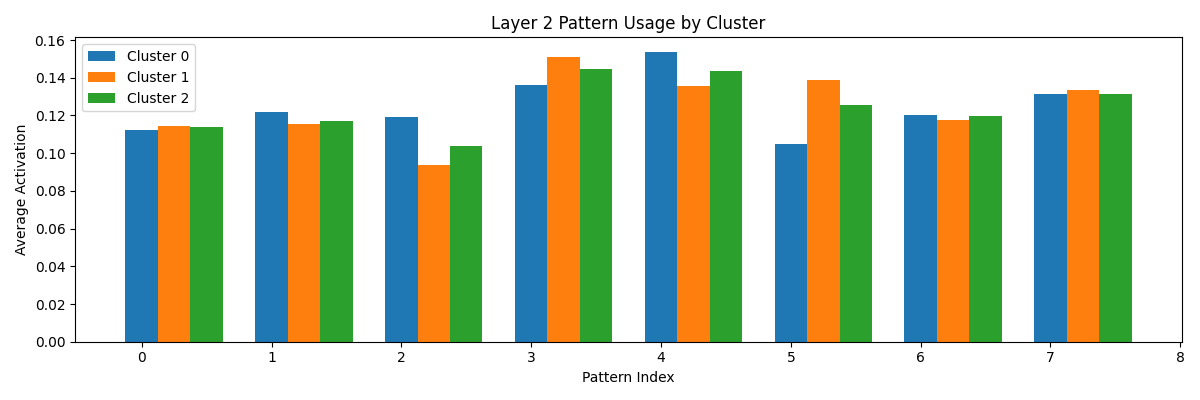 Layer 2 Pattern Usage by Cluster
0.16
0.14
0.12
0.10
0.08
0.06
0.04
0.02
0.00
Average Activation
Cluster 0
Cluster 1
Cluster 2
0 1 2 3 4 5 6 7 8
Pattern Index